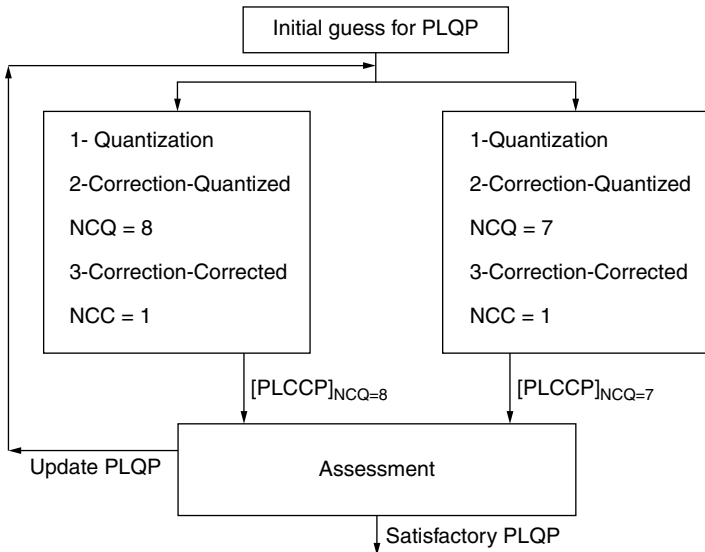 Initial guess for PLQP
1- Quantization
2-Correction-Quantized
NCQ = 8
3-Correction-Corrected
NCC = 1
1-Quantization
2-Correction-Quantized
NCQ = 7
3-Correction-Corrected
NCC = 1
[PLCCP]NCQ=8
[PLCCP]NCQ=7
Update PLQP
Assessment
Satisfactory PLQP